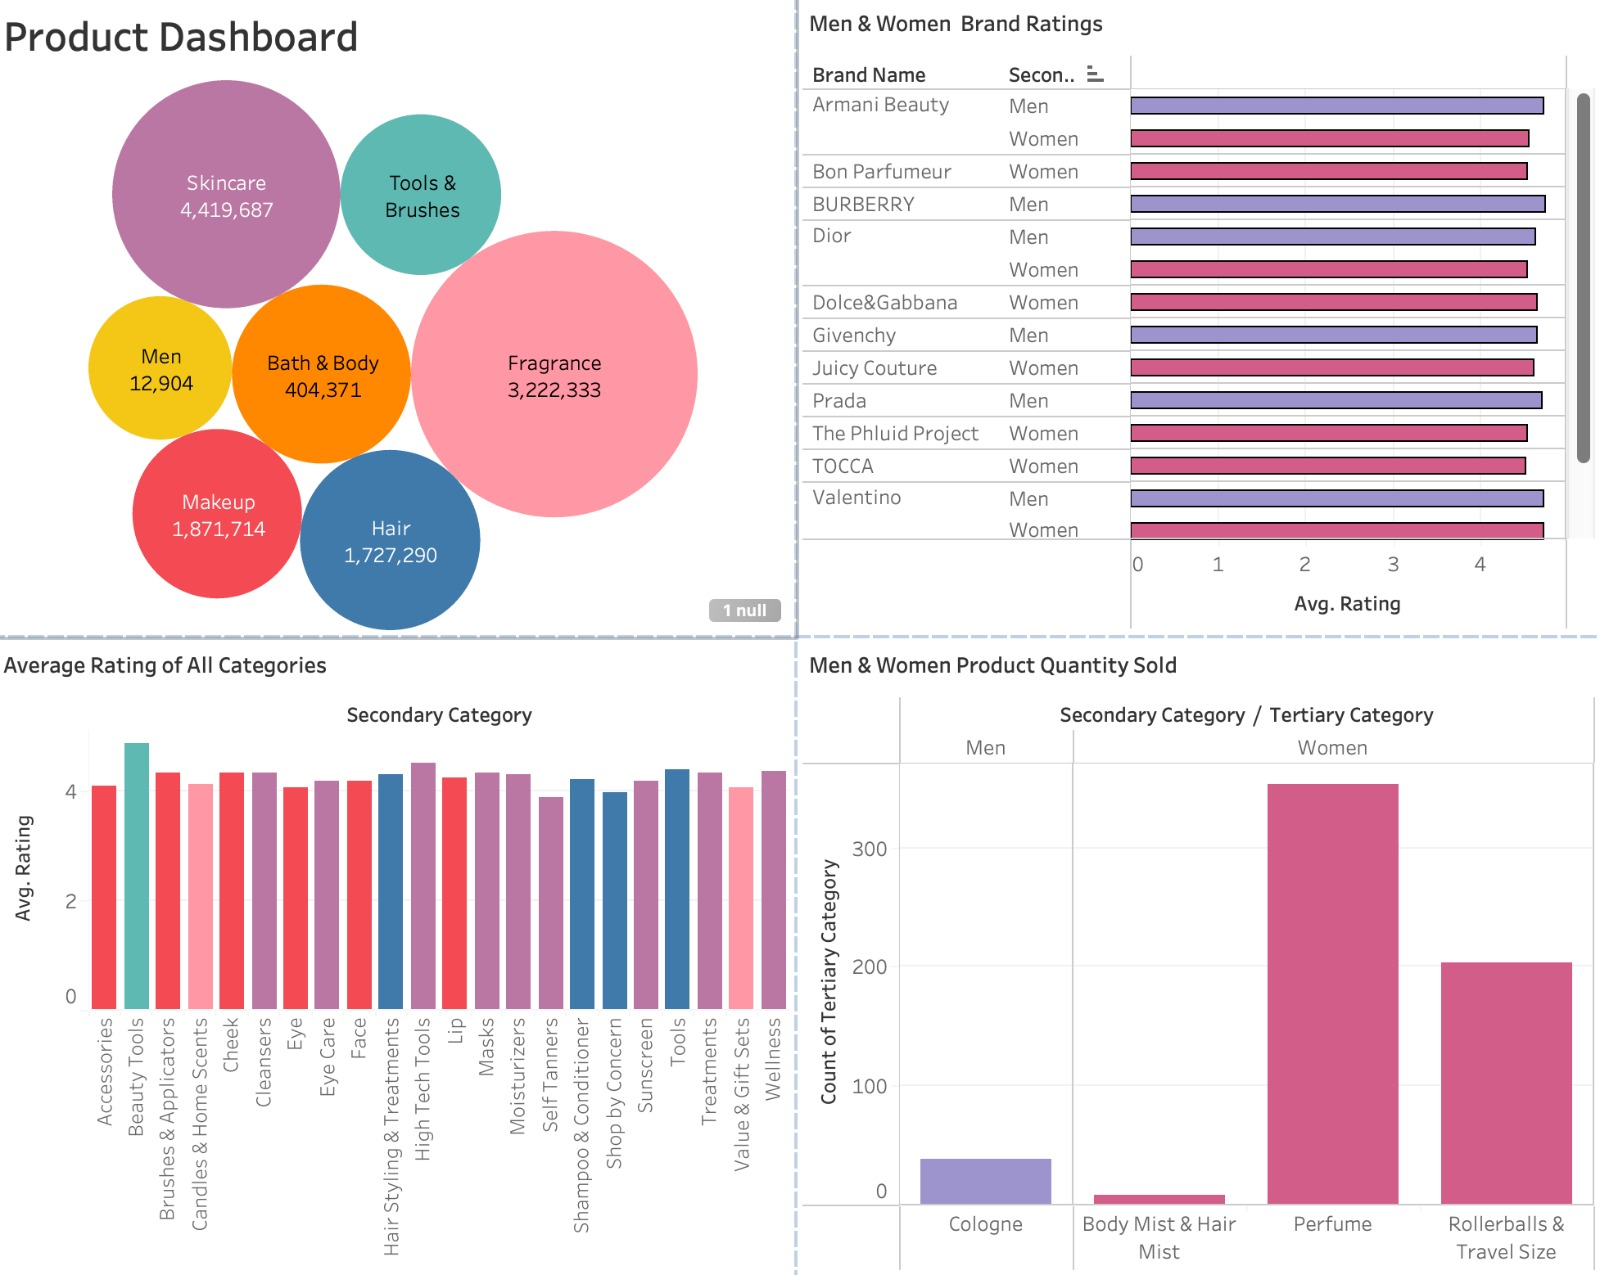 Product Dashboard
Skincare
4,419,687
Tools &
Brushes
Men
12,904
Bath & Body
404,371
Fragrance
3,222,333
Makeup
1,871,714
Hair
1,727,290
1 null
Men & Women Brand Ratings
Brand Name Secon..
Armani Beauty Men
Women
Bon Parfumeur Women
BURBERRY Men
Dior Men
Women
Dolce&Gabbana Women
Givenchy Men
Juicy Couture Women
Prada Men
The Phluid Project Women
TOCCA Women
Valentino Men
Women
0 1 2 3 4
Avg. Rating
Average Rating of All Categories
Secondary Category
Avg. Rating
4
2
0
Accessories
Beauty Tools
Brushes & Applicators
Candles & Home Scents
Cheek
Cleansers
Eye
Eye Care
Face
Hair Styling & Treatments
High Tech Tools
Lip
Masks
Moisturizers
Self Tanners
Shampoo & Conditioner
Shop by Concern
Sunscreen
Tools
Treatments
Value & Gift Sets
Wellness
Men & Women Product Quantity Sold
Secondary Category / Tertiary Category
Men Women
Count of Tertiary Category
300
200
100
0
Cologne
Body Mist & Hair
Mist
Perfume
Rollerballs &
Travel Size